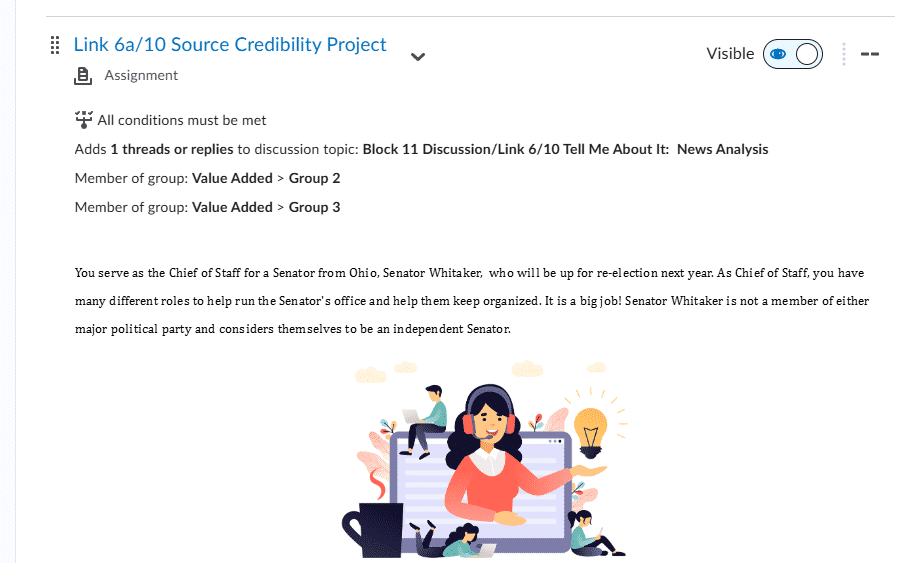 Link 6a/10 Source Credibility Project
Visible
Assignment
All conditions must be met
Adds 1 threads or replies to discussion topic: Block 11 Discussion/Link 6/10 Tell Me About It:  News Analysis
Member of group: Value Added > Group 2
Member of group: Value Added > Group 3
You serve as the Chief of Staff for a Senator from Ohio, Senator Whitaker,  who will be up for re-election next year. As Chief of Staff, you have
many different roles to help run the Senator's office and help them keep organized. It is a big job! Senator Whitaker is not a member of either
major political party and considers themselves to be an independent Senator.